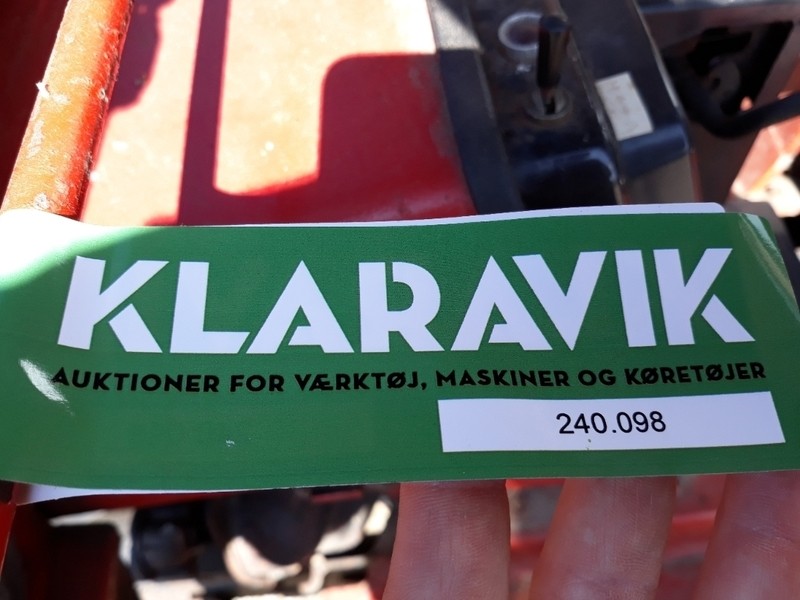 KLARAVIK
AUKTIONER FOR VÆRKTØJ, MASKINER OG KØRETØJER
240.098